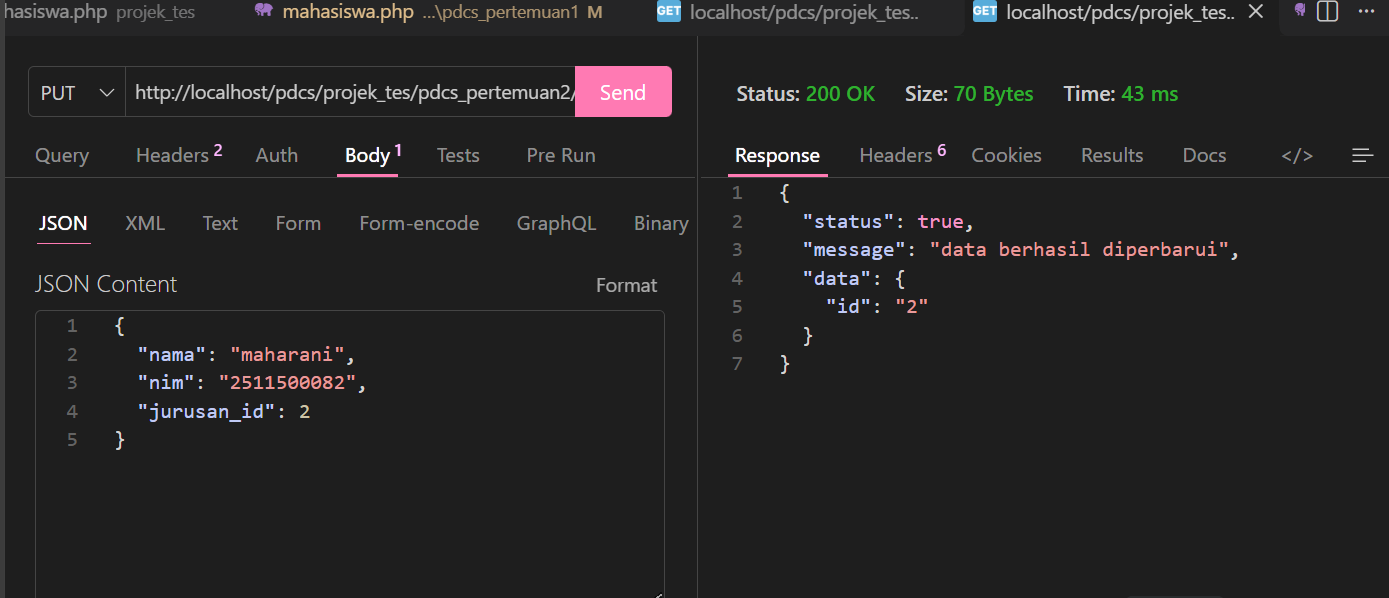 hasiswa.php projek_tes mahasiswa.php ...\pdcs_pertemuan1 M GET localhost/pdcs/projek_tes.. GET localhost/pdcs/projek_tes..
PUT http://localhost/pdcs/projek_tes/pdcs_pertemuan2/ Send
Query Headers 2 Auth Body 1 Tests Pre Run
JSON XML Text Form Form-encode GraphQL Binary
JSON Content Format
1 {
2 "nama": "maharani",
3 "nim": "2511500082",
4 "jurusan_id": 2
5 }
Status: 200 OK Size: 70 Bytes Time: 43 ms
Response Headers 6 Cookies Results Docs </>
1 {
2 "status": true,
3 "message": "data berhasil diperbarui",
4 "data": {
5 "id": "2"
6 }
7 }